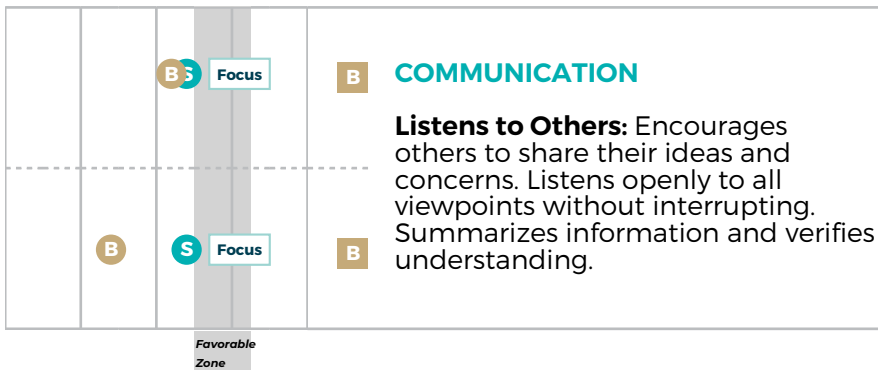 B S Focus B
COMMUNICATION
Listens to Others: Encourages
others to share their ideas and
concerns. Listens openly to all
viewpoints without interrupting.
Summarizes information and verifies
understanding.
B S Focus B
Favorable
Zone